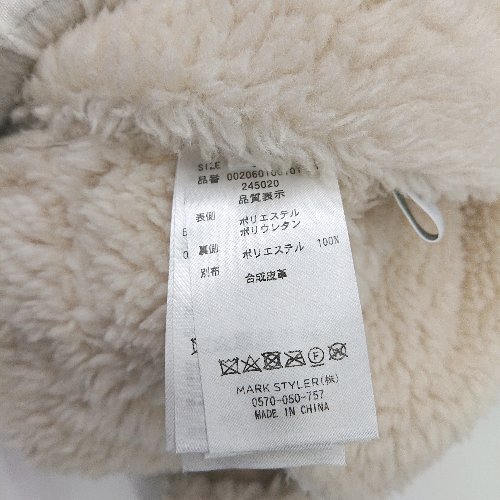 SIZE
品番 002060100101
245020
品質表示
表側 ポリエステル
ポリウレタン
裏側 ポリエステル 100%
別布 合成皮革
F
MARK STYLER(株)
0570-050-757
MADE IN CHINA